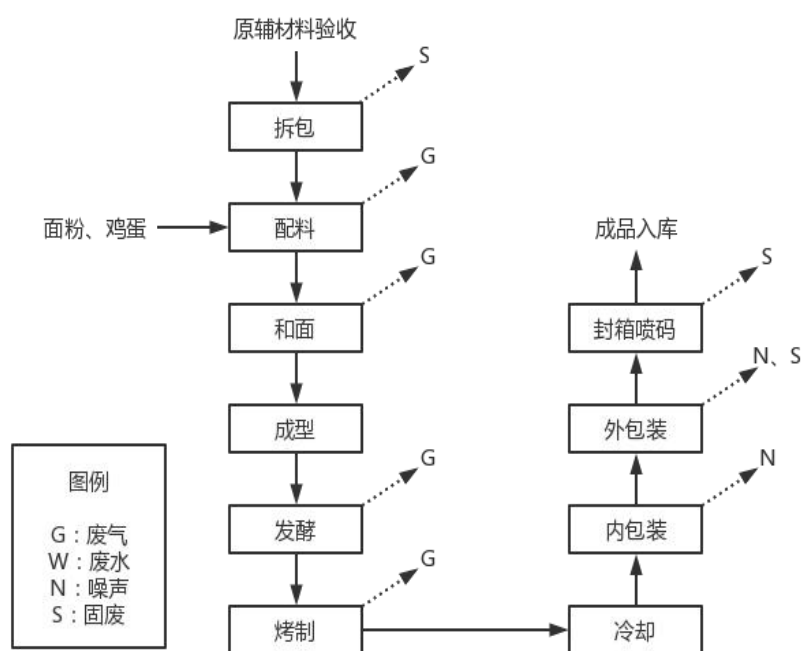 原辅材料验收
S
拆包
G
面粉、鸡蛋
配料
G
和面
成型
G
发酵
G
烤制
成品入库
S
封箱喷码
N、S
外包装
N
内包装
冷却
图例
G：废气
W：废水
N：噪声
S：固废